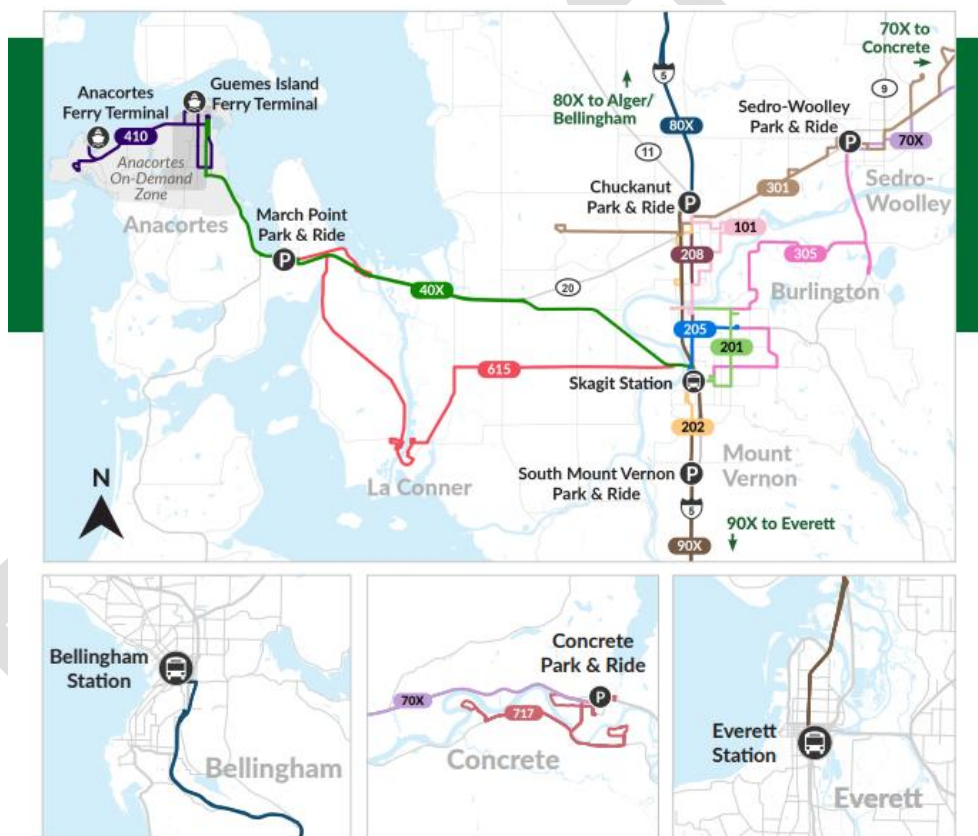 70X to
Concrete
Anacortes
Ferry Terminal
Guemes Island
Ferry Terminal
410
Anacortes
On-Demand
Zone
Anacortes
March Point
Park & Ride
5
80X to Alger/
Bellingham
80X
11
9
Sedro-Woolley
Park & Ride
70X
Sedro-
Woolley
Chuckanut
Park & Ride
301
101
208
305
20
40X
Burlington
205
201
615
Skagit Station
202
Mount
Vernon
La Conner
South Mount Vernon
Park & Ride
N
5
90X to Everett
90X
Bellingham
Station
Bellingham
Concrete
Park & Ride
70X
717
Concrete
Everett
Station
Everett